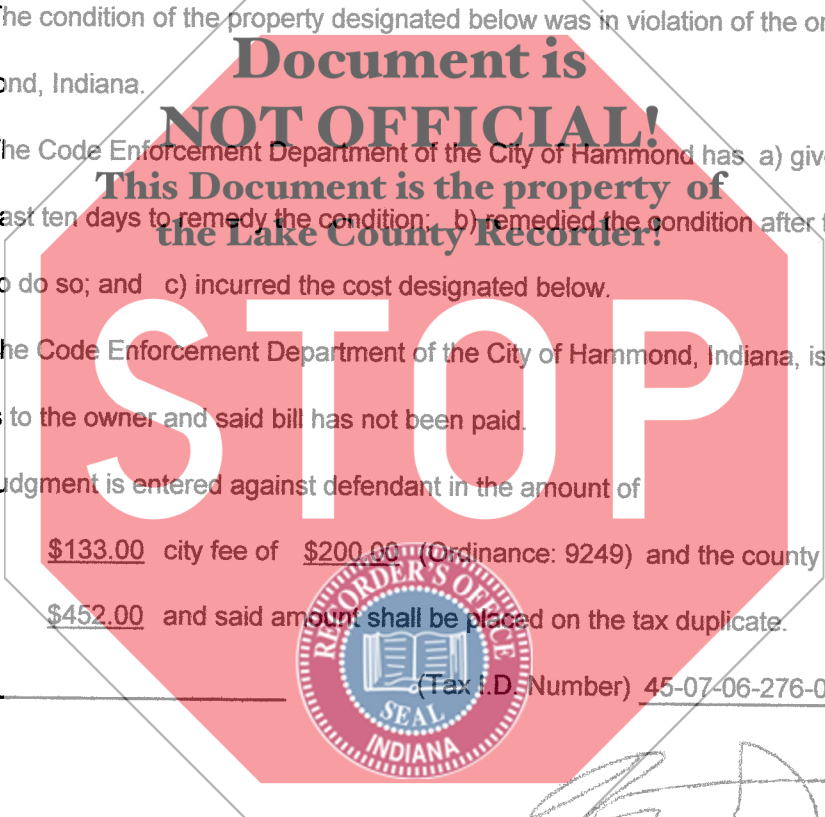 he condition of the property designated below was in violation of the or
Document is
ond, Indiana.
NOT OFFICIAL!
he Code Enforcement Department of the City of Hammond has a) giv
This Document is the property of
ast ten days to remedy the condition; b) remedied the condition after
the Lake County Recorder!
o do so; and c) incurred the cost designated below.
STOP
he Code Enforcement Department of the City of Hammond, Indiana, is
to the owner and said bill has not been paid.
udgment is entered against defendant in the amount of
$133.00 city fee of $200.00 (Ordinance: 9249) and the county
$452.00 and said amount shall be placed on the tax duplicate.
RECORDER'S OFFICE
(Tax I.D. Number) 45-07-06-276-0
SEAL
INDIANA